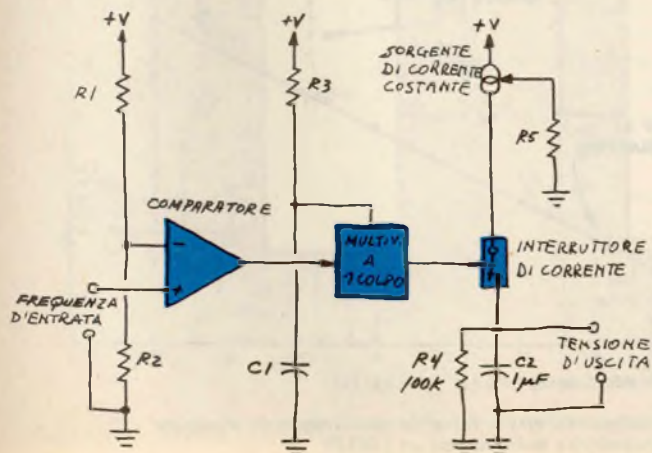 +V
+V
+V
SORGENTE
DI CORRENTE
COSTANTE
R1
R3
R5
COMPARATORE
-
+
MULTIV.
A
1 COLPO
INTERRUTTORE
DI CORRENTE
FREQUENZA
D'ENTRATA
R2
C1
R4
100K
C2
1µF
TENSIONE
D'USCITA